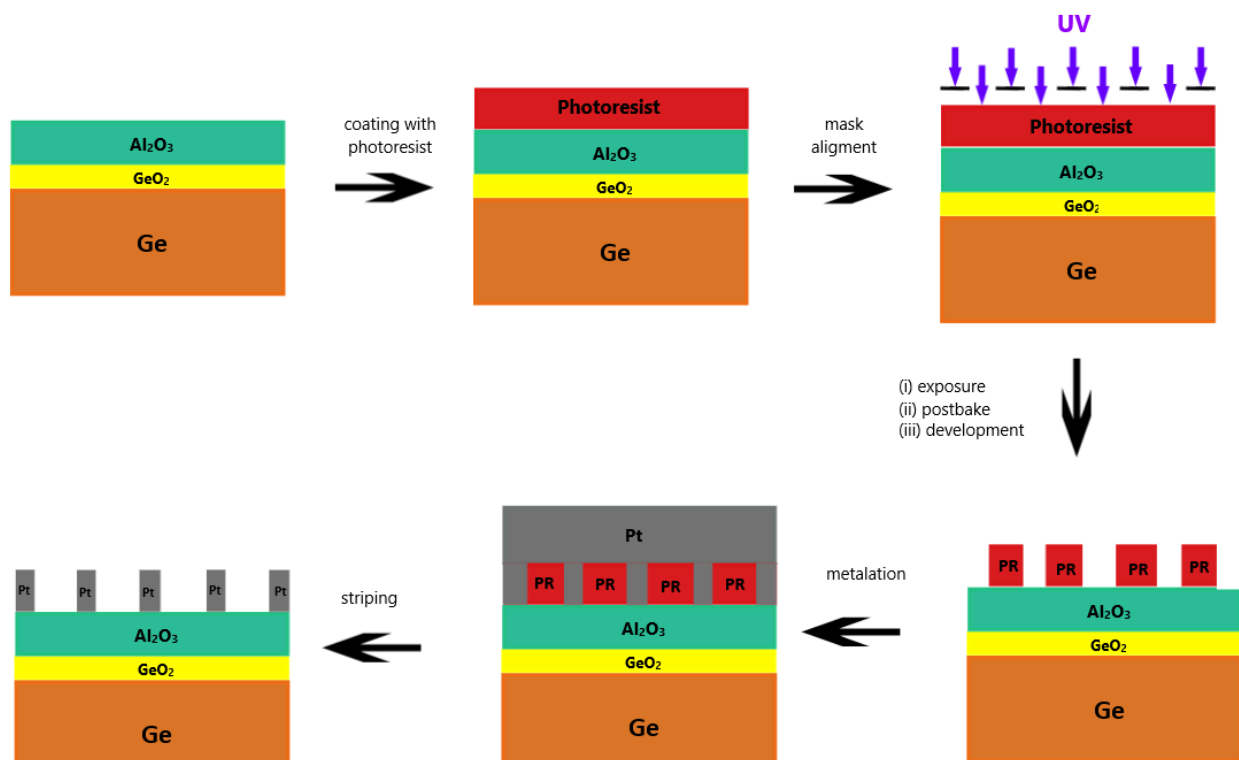 Al₂O₃
GeO₂
Ge
coating with
photoresist
Photoresist
Al₂O₃
GeO₂
Ge
mask
aligment
UV
Photoresist
Al₂O₃
GeO₂
Ge
(i) exposure
(ii) postbake
(iii) development
PR PR PR PR
Al₂O₃
GeO₂
Ge
metalation
Pt
PR PR PR PR
Al₂O₃
GeO₂
Ge
striping
Pt Pt Pt Pt Pt
Al₂O₃
GeO₂
Ge